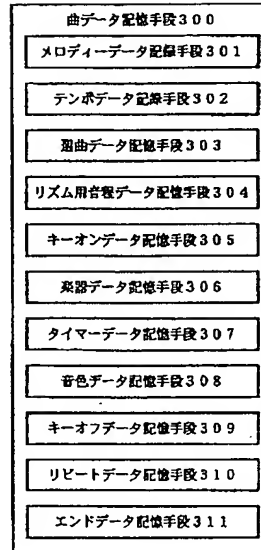 曲データ記憶手段300
メロディーデータ記録手段301
テンポデータ記録手段302
選曲データ記憶手段303
リズム用音程データ記憶手段304
キーオンデータ記憶手段305
楽器データ記憶手段306
タイマーデータ記憶手段307
音色データ記憶手段308
キーオフデータ記憶手段309
リピートデータ記憶手段310
エンドデータ記憶手段311